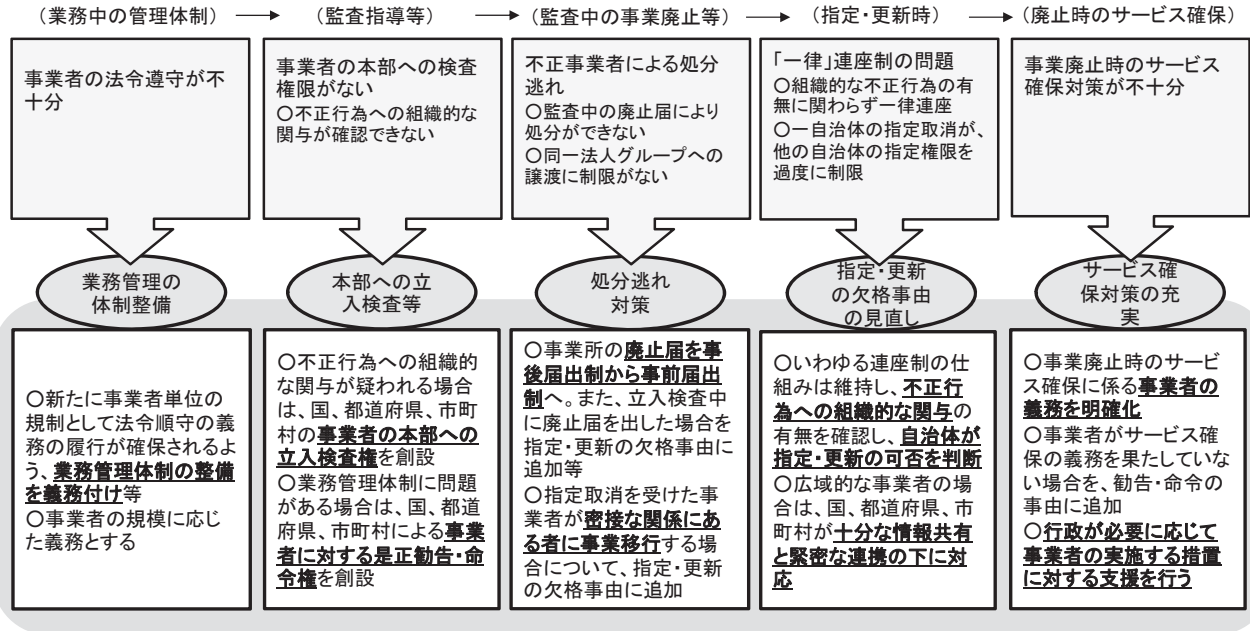 （業務中の管理体制）
（監査指導等）
（監査中の事業廃止等）
（指定・更新時）
（廃止時のサービス確保）
事業者の法令遵守が不
十分
事業者の本部への検査
権限がない
○不正行為への組織的な
関与が確認できない
不正事業者による処分
逃れ
○監査中の廃止届により
処分ができない
○同一法人グループへの
譲渡に制限がない
「一律」連座制の問題
○組織的な不正行為の有
無に関わらず一律連座
○一自治体の指定取消が、
他の自治体の指定権限を
過度に制限
事業廃止時のサービス
確保対策が不十分
業務管理の
体制整備
本部への立
入検査等
処分逃れ
対策
指定・更新
の欠格事由
の見直し
サービス確
保対策の充
実
○新たに事業者単位の
規制として法令順守の義
務の履行が確保されるよ
う、業務管理体制の整備
を義務付け等
○事業者の規模に応じ
た義務とする
○不正行為への組織的
な関与が疑われる場合
は、国、都道府県、市町
村の事業者の本部への
立入検査権を創設
○業務管理体制に問題
がある場合は、国、都道
府県、市町村による事業
者に対する是正勧告・命
令権を創設
○事業所の廃止届を事
後届出制から事前届出
制へ。また、立入検査中
に廃止届を出した場合を
指定・更新の欠格事由に
追加等
○指定取消を受けた事
業者が密接な関係にあ
る者に事業移行する場
合について、指定・更新
の欠格事由に追加
○いわゆる連座制の仕
組みは維持し、不正行
為への組織的な関与の
有無を確認し、自治体が
指定・更新の可否を判断
○広域的な事業者の場
合は、国、都道府県、市
町村が十分な情報共有
と緊密な連携の下に対
応
○事業廃止時のサービ
ス確保に係る事業者の
義務を明確化
○事業者がサービス確
保の義務を果たしていな
い場合を、勧告・命令の
事由に追加
○行政が必要に応じて
事業者の実施する措置
に対する支援を行う